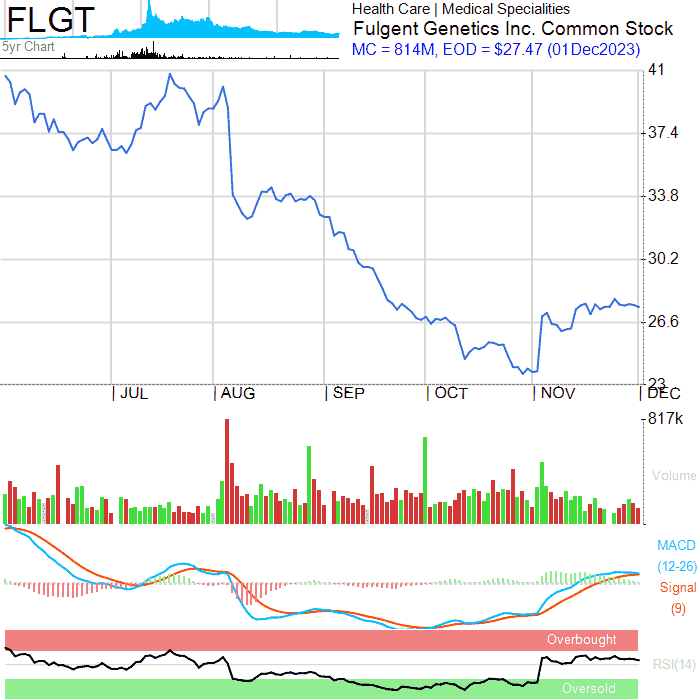 FLGT
5yr Chart
Health Care | Medical Specialities
Fulgent Genetics Inc. Common Stock
MC = 814M, EOD = $27.47 (01Dec2023)
41
37.4
33.8
30.2
26.6
23
| JUL | AUG | SEP | OCT | NOV | DEC
817k
Volume
MACD
(12-26)
Signal
(9)
Overbought
RSI(14)
Oversold